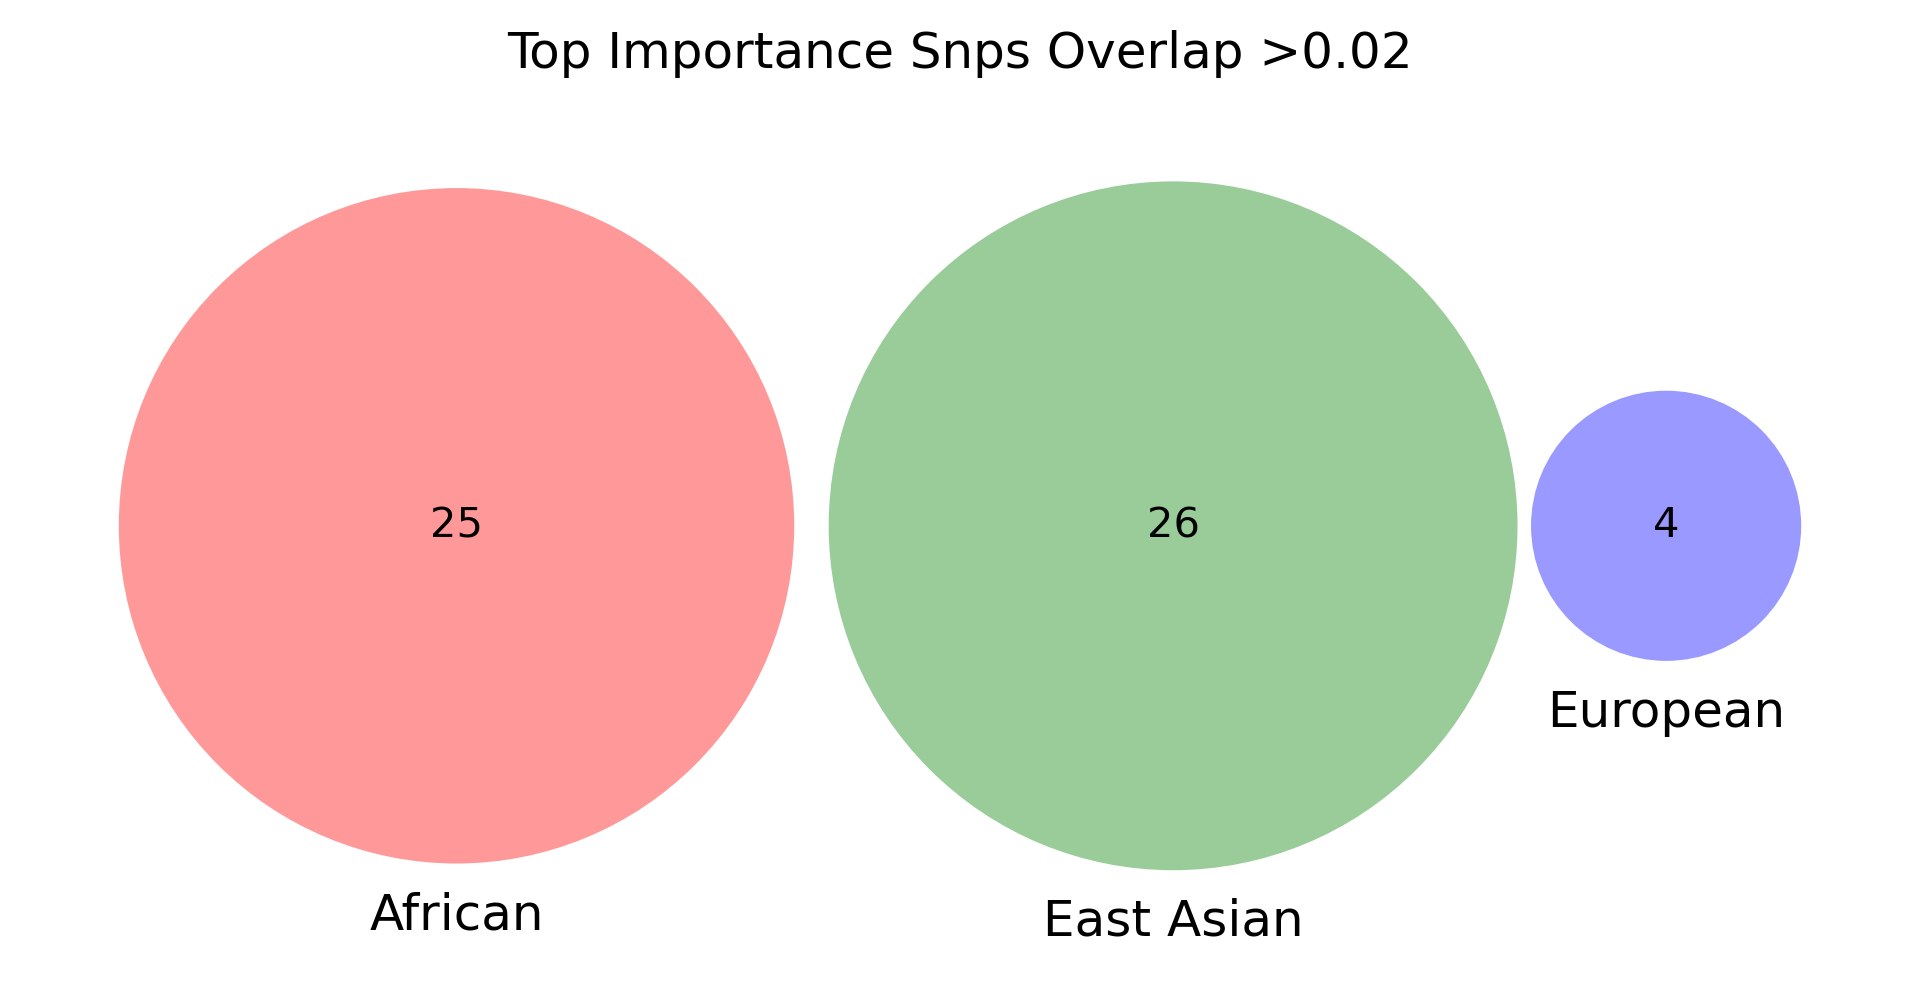 Top Importance Snps Overlap >0.02
25
26
4
European
African
East Asian